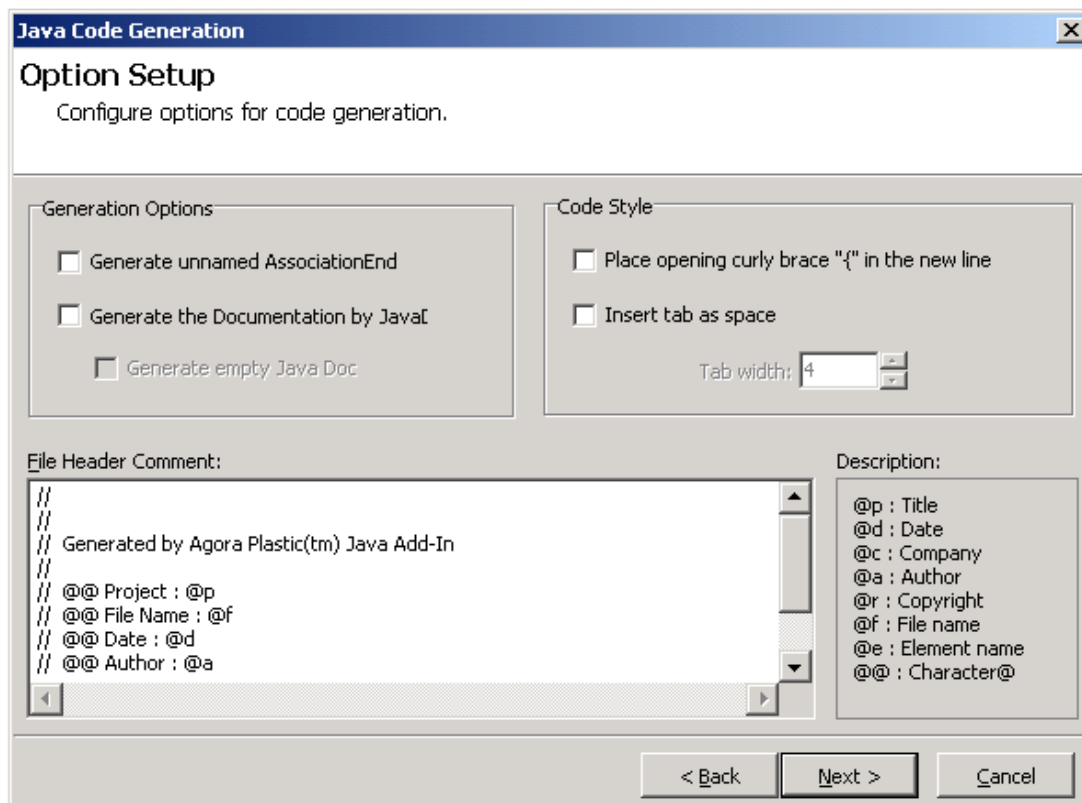 Java Code Generation
Option Setup
Configure options for code generation.
Generation Options
Generate unnamed AssociationEnd
Generate the Documentation by Java
Generate empty Java Doc
Code Style
Place opening curly brace "{" in the new line
Insert tab as space
Tab width: 4
File Header Comment:
//
//
// Generated by Agora Plastic(tm) Java Add-In
//
// @@ Project : @p
// @@ File Name : @f
// @@ Date : @d
// @@ Author : @a
Description:
@p : Title
@d : Date
@c : Company
@a : Author
@r : Copyright
@f : File name
@e : Element name
@@ : Character@
< Back
Next >
Cancel